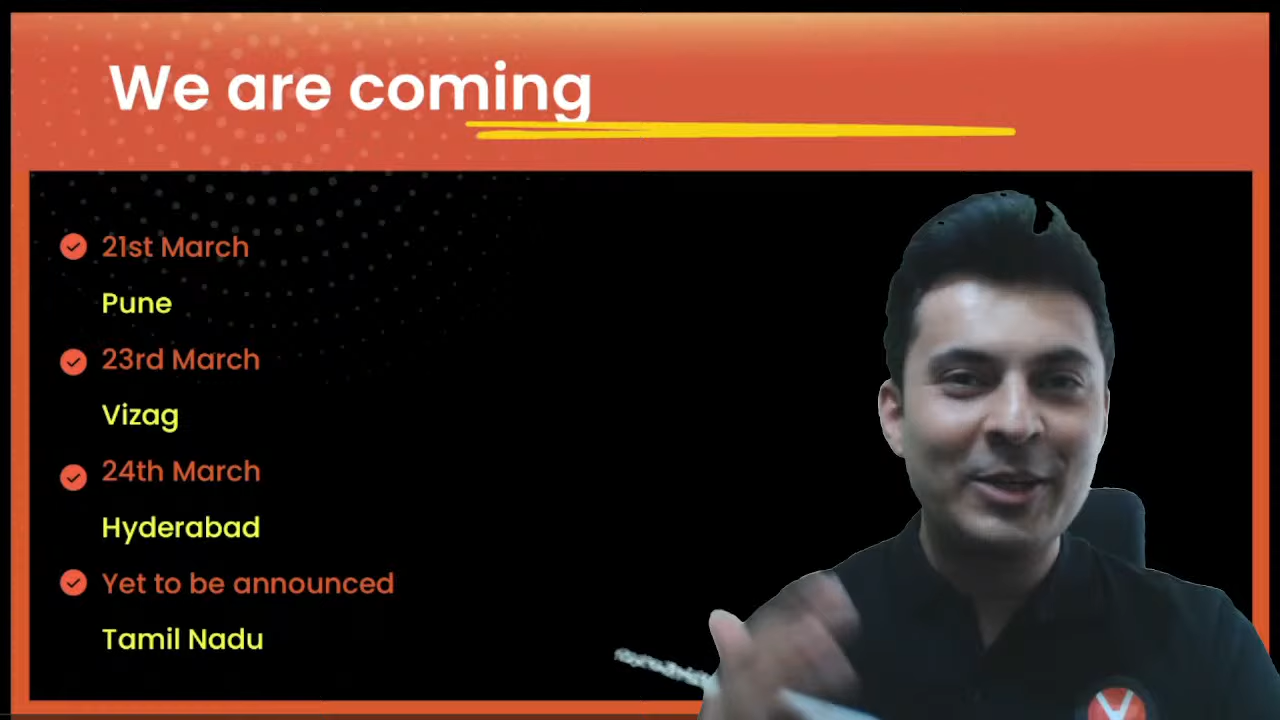 We are coming
21st March
Pune
23rd March
Vizag
24th March
Hyderabad
Yet to be announced
Tamil Nadu